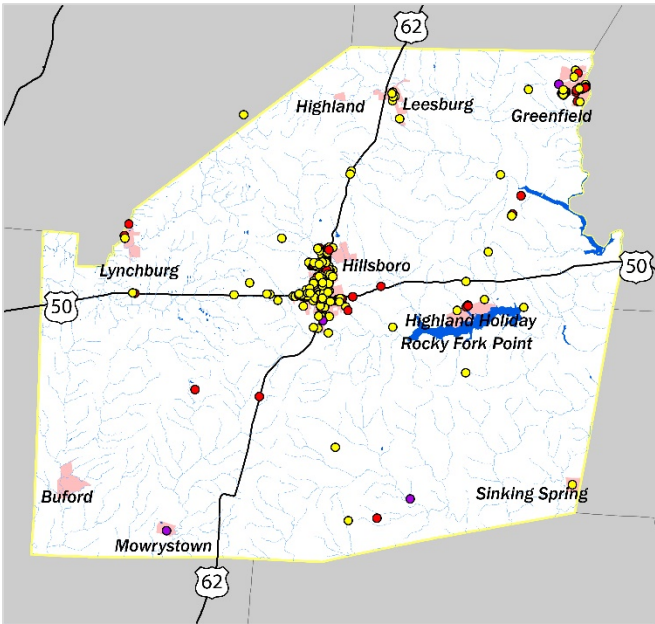 62
Highland
Leesburg
Greenfield
Lynchburg
Hillsboro
50
50
Highland Holiday
Rocky Fork Point
Buford
Sinking Spring
Mowrystown
62